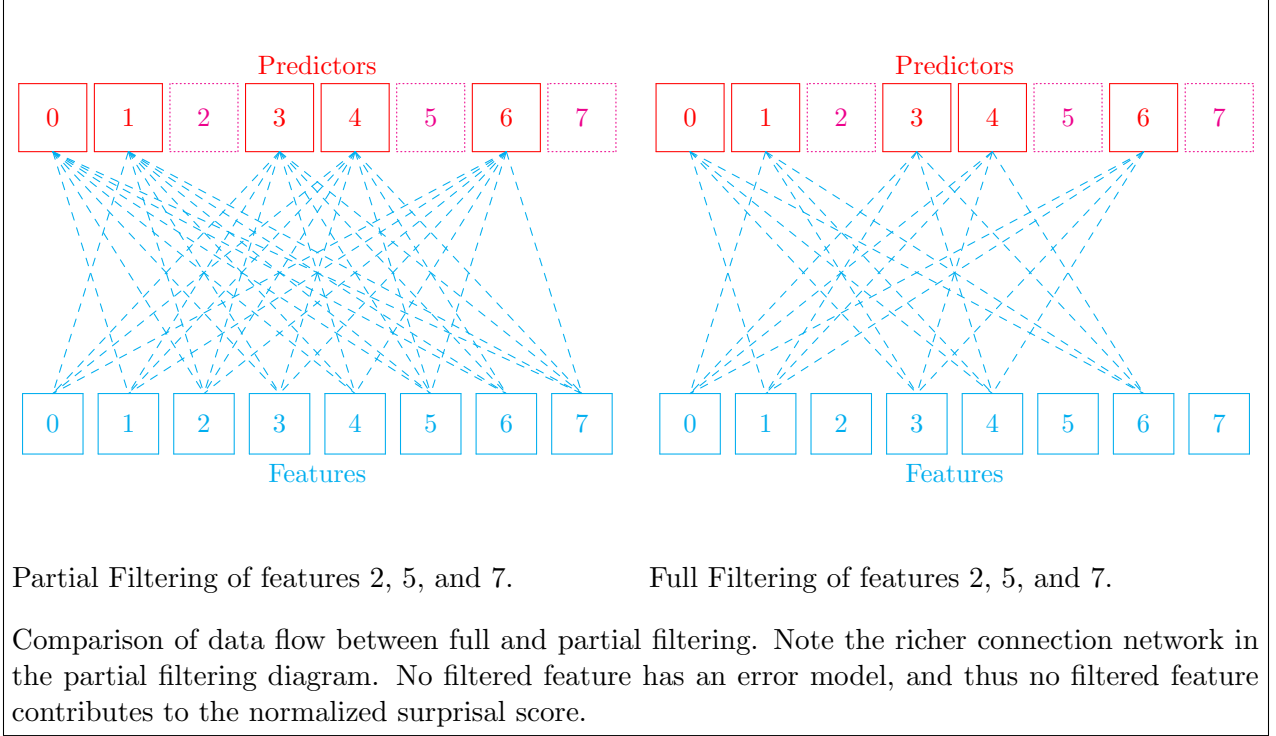 Predictors Predictors
0 1 2 3 4 5 6 7 0 1 2 3 4 5 6 7
0 1 2 3 4 5 6 7 0 1 2 3 4 5 6 7
Features Features
Partial Filtering of features 2, 5, and 7. Full Filtering of features 2, 5, and 7.
Comparison of data flow between full and partial filtering. Note the richer connection network in
the partial filtering diagram. No filtered feature has an error model, and thus no filtered feature
contributes to the normalized surprisal score.